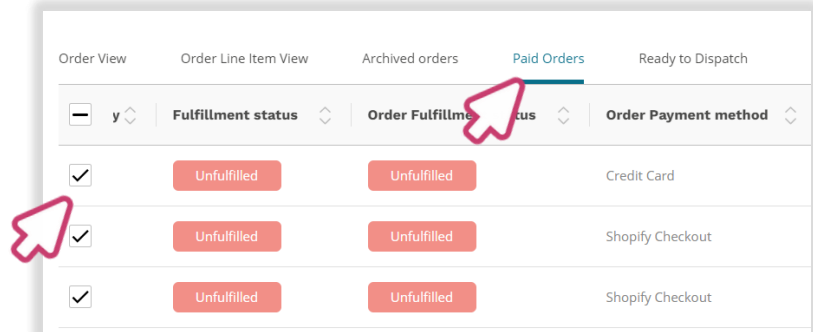 Order View Order Line Item View Archived orders Paid Orders Ready to Dispatch
y Fulfillment status Order Fulfillme tus Order Payment method
Unfulfilled Unfulfilled Credit Card
Unfulfilled Unfulfilled Shopify Checkout
Unfulfilled Unfulfilled Shopify Checkout